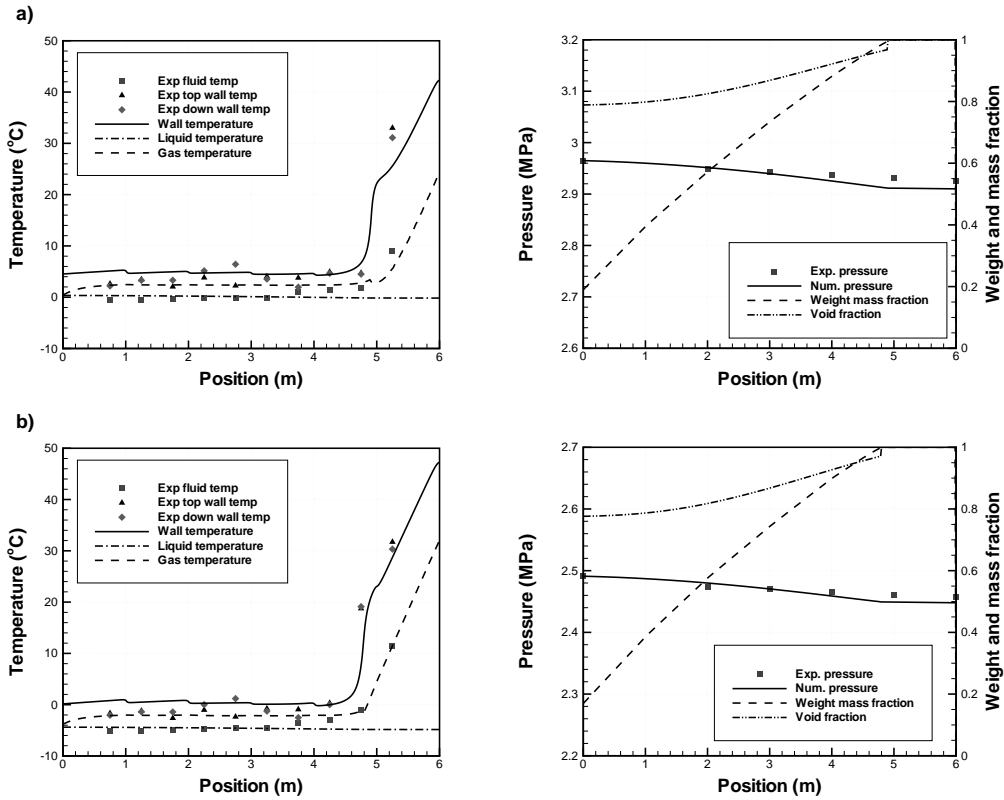 a)
50
40
30
20
10
0
-10
Temperature (°C)
Exp fluid temp
Exp top wall temp
Exp down wall temp
Wall temperature
Liquid temperature
Gas temperature
0 1 2 3 4 5 6
Position (m)
3.2
3.1
3
2.9
2.8
2.7
2.6
Pressure (MPa)
Exp. pressure
Num. pressure
Weight mass fraction
Void fraction
1
0.8
0.6
0.4
0.2
0
Weight and mass fraction
0 1 2 3 4 5 6
Position (m)
b)
50
40
30
20
10
0
-10
Temperature (°C)
Exp fluid temp
Exp top wall temp
Exp down wall temp
Wall temperature
Liquid temperature
Gas temperature
0 1 2 3 4 5 6
Position (m)
2.7
2.6
2.5
2.4
2.3
2.2
Pressure (MPa)
Exp. pressure
Num. pressure
Weight mass fraction
Void fraction
1
0.8
0.6
0.4
0.2
0
Weight and mass fraction
0 1 2 3 4 5 6
Position (m)